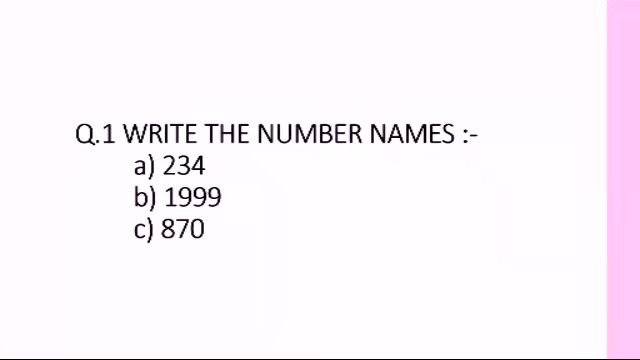 Q.1 WRITE THE NUMBER NAMES :-
a) 234
b) 1999
c) 870